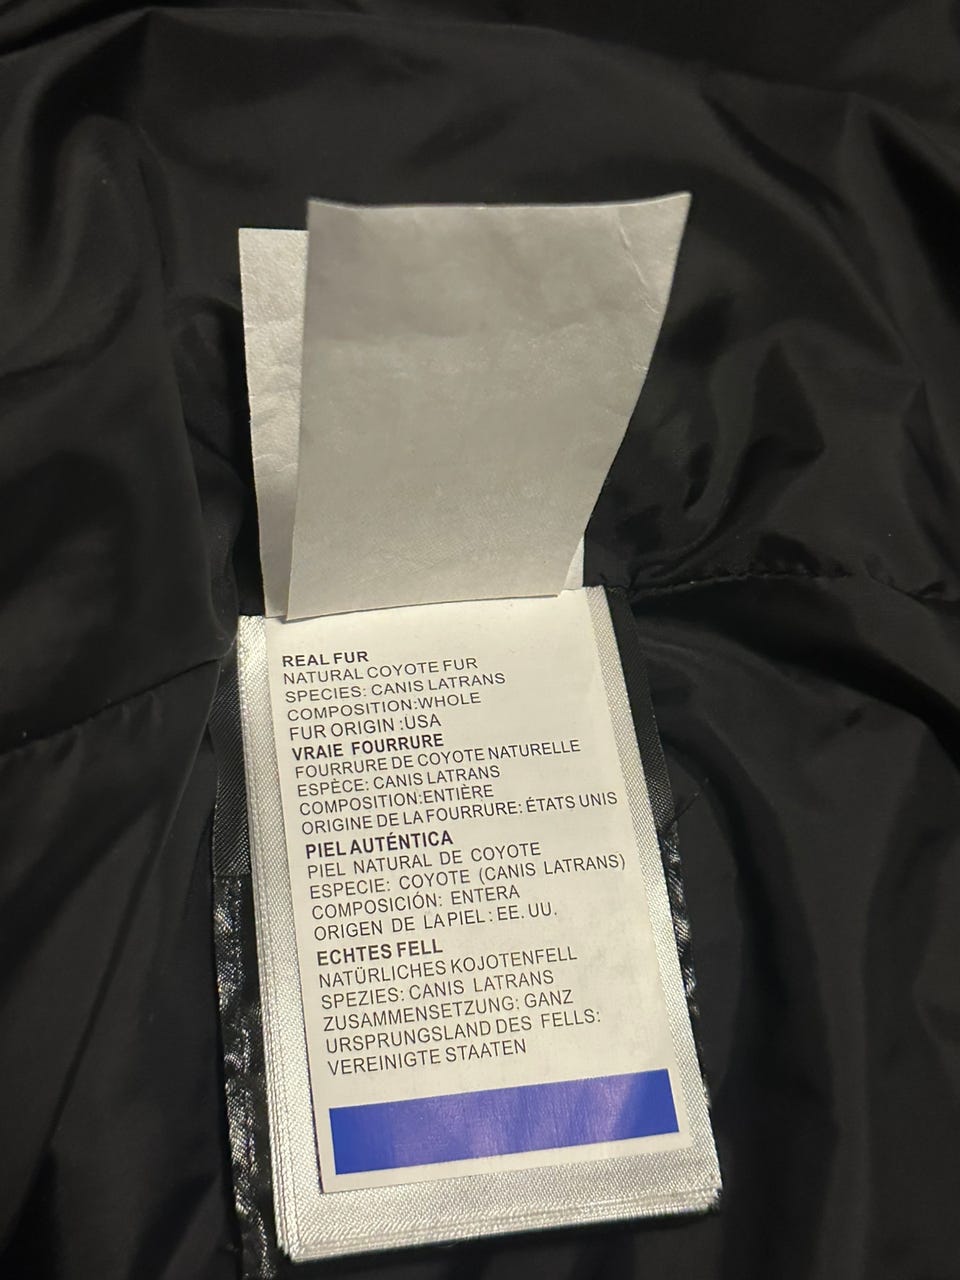 REAL FUR
NATURAL COYOTE FUR
SPECIES: CANIS LATRANS
COMPOSITION:WHOLE
FUR ORIGIN :USA
VRAIE FOURRURE
FOURRURE DE COYOTE NATURELLE
ESPÈCE: CANIS LATRANS
COMPOSITION:ENTIÈRE
ORIGINE DE LA FOURRURE: ÉTATS UNIS
PIEL AUTÉNTICA
PIEL NATURAL DE COYOTE
ESPECIE: COYOTE (CANIS LATRANS)
COMPOSICIÓN: ENTERA
ORIGEN DE LA PIEL: EE. UU.
ECHTES FELL
NATÜRLICHES KOJOTENFELL
SPEZIES: CANIS LATRANS
ZUSAMMENSETZUNG: GANZ
URSPRUNGSLAND DES FELLS:
VEREINIGTE STAATEN